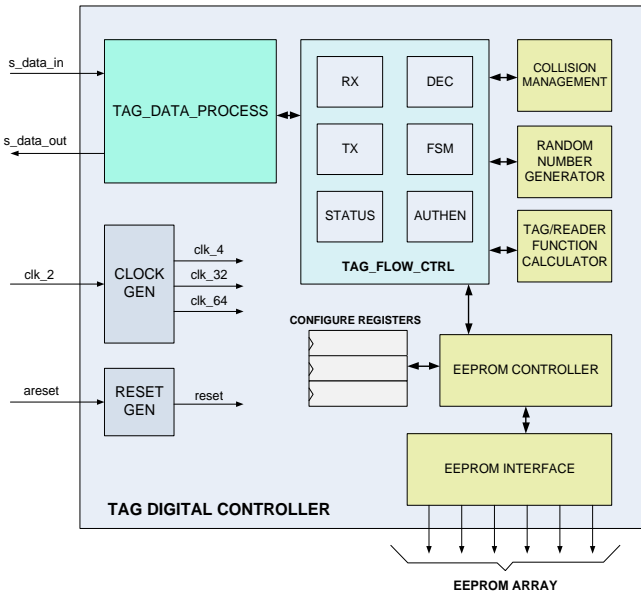 s_data_in
s_data_out
TAG_DATA_PROCESS
RX
DEC
TX
FSM
STATUS
AUTHEN
TAG_FLOW_CTRL
COLLISION
MANAGEMENT
RANDOM
NUMBER
GENERATOR
TAG/READER
FUNCTION
CALCULATOR
clk_2
CLOCK
GEN
clk_4
clk_32
clk_64
CONFIGURE REGISTERS
EEPROM CONTROLLER
areset
RESET
GEN
reset
EEPROM INTERFACE
TAG DIGITAL CONTROLLER
EEPROM ARRAY